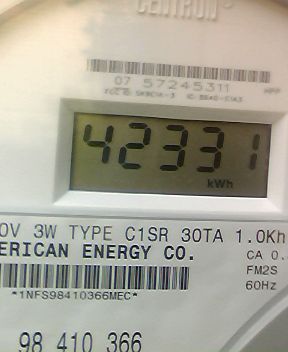 CENTRON®
07 57245311
42331
kWh
0V 3W TYPE C1SR 30TA 1.0Kh
ERICAN ENERGY CO.
CA 0.
FM2S
*1NFS98410366MEC*
60Hz
98 410 366